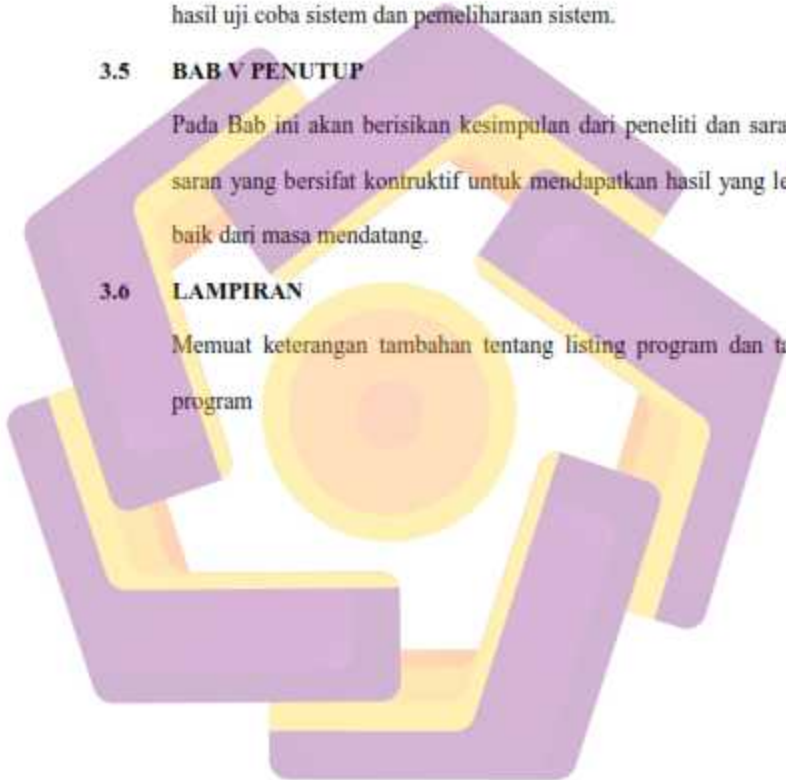 hasil uji coba sistem dan pemeliharaan sistem.
3.5 BAB V PENUTUP
Pada Bab ini akan berisikan kesimpulan dari peneliti dan sara
saran yang bersifat kontruktif untuk mendapatkan hasil yang le
baik dari masa mendatang.
3.6 LAMPIRAN
Memuat keterangan tambahan tentang listing program dan ta
program